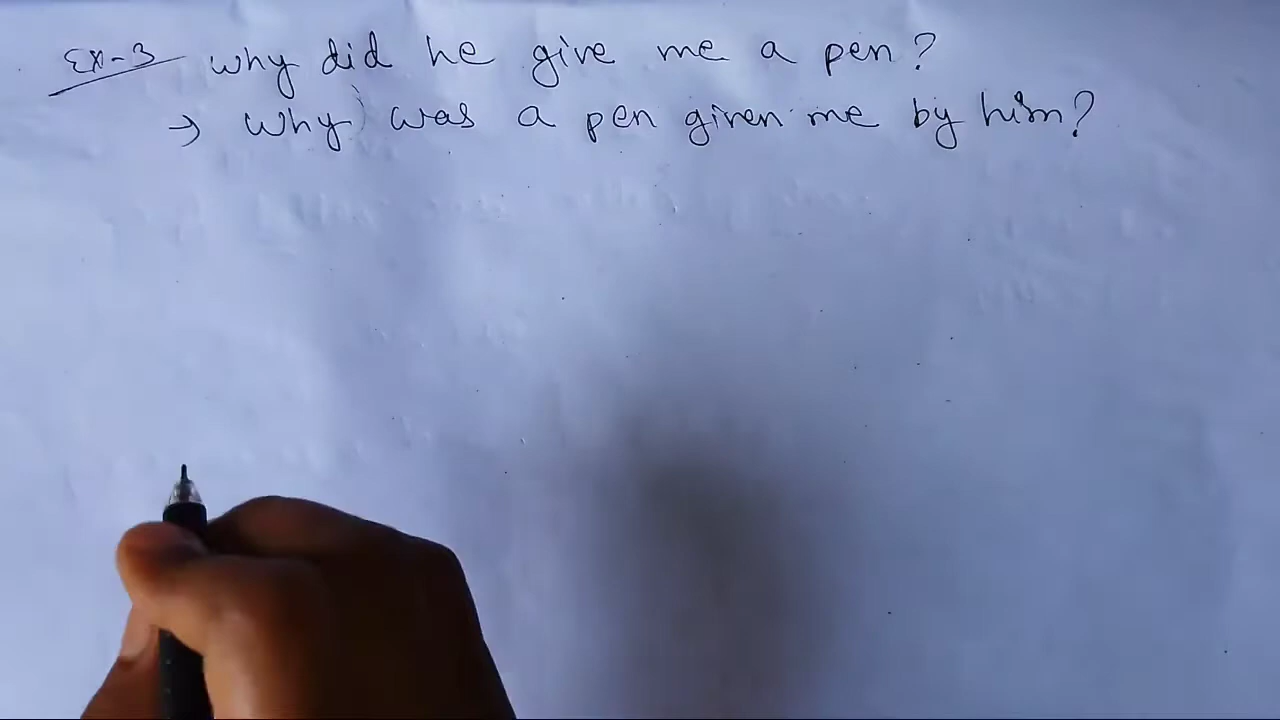 Ex-3 Why did he give me a pen?
→ Why was a pen given me by him?